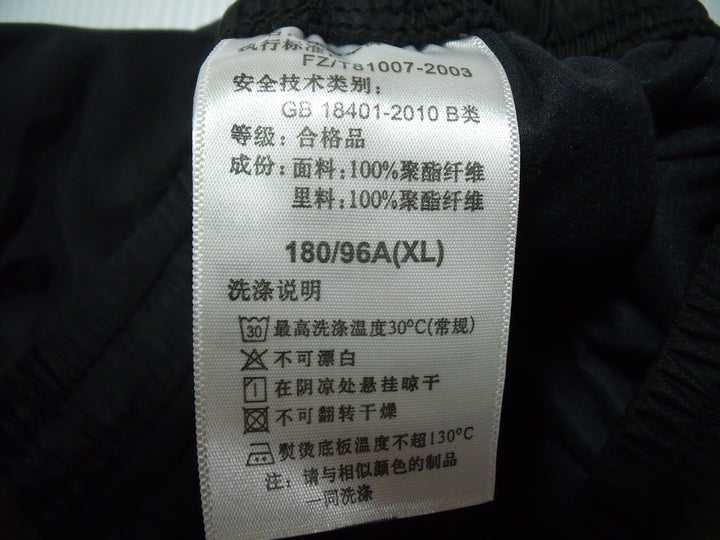 执行标准
FZ/T81007-2003
安全技术类别:
GB 18401-2010 B类
等级: 合格品
成份: 面料:100%聚酯纤维
里料:100%聚酯纤维
180/96A(XL)
洗涤说明
30 最高洗涤温度30°C(常规)
不可漂白
在阴凉处悬挂晾干
不可翻转干燥
熨烫底板温度不超130°C
注: 请与相似颜色的制品
一同洗涤